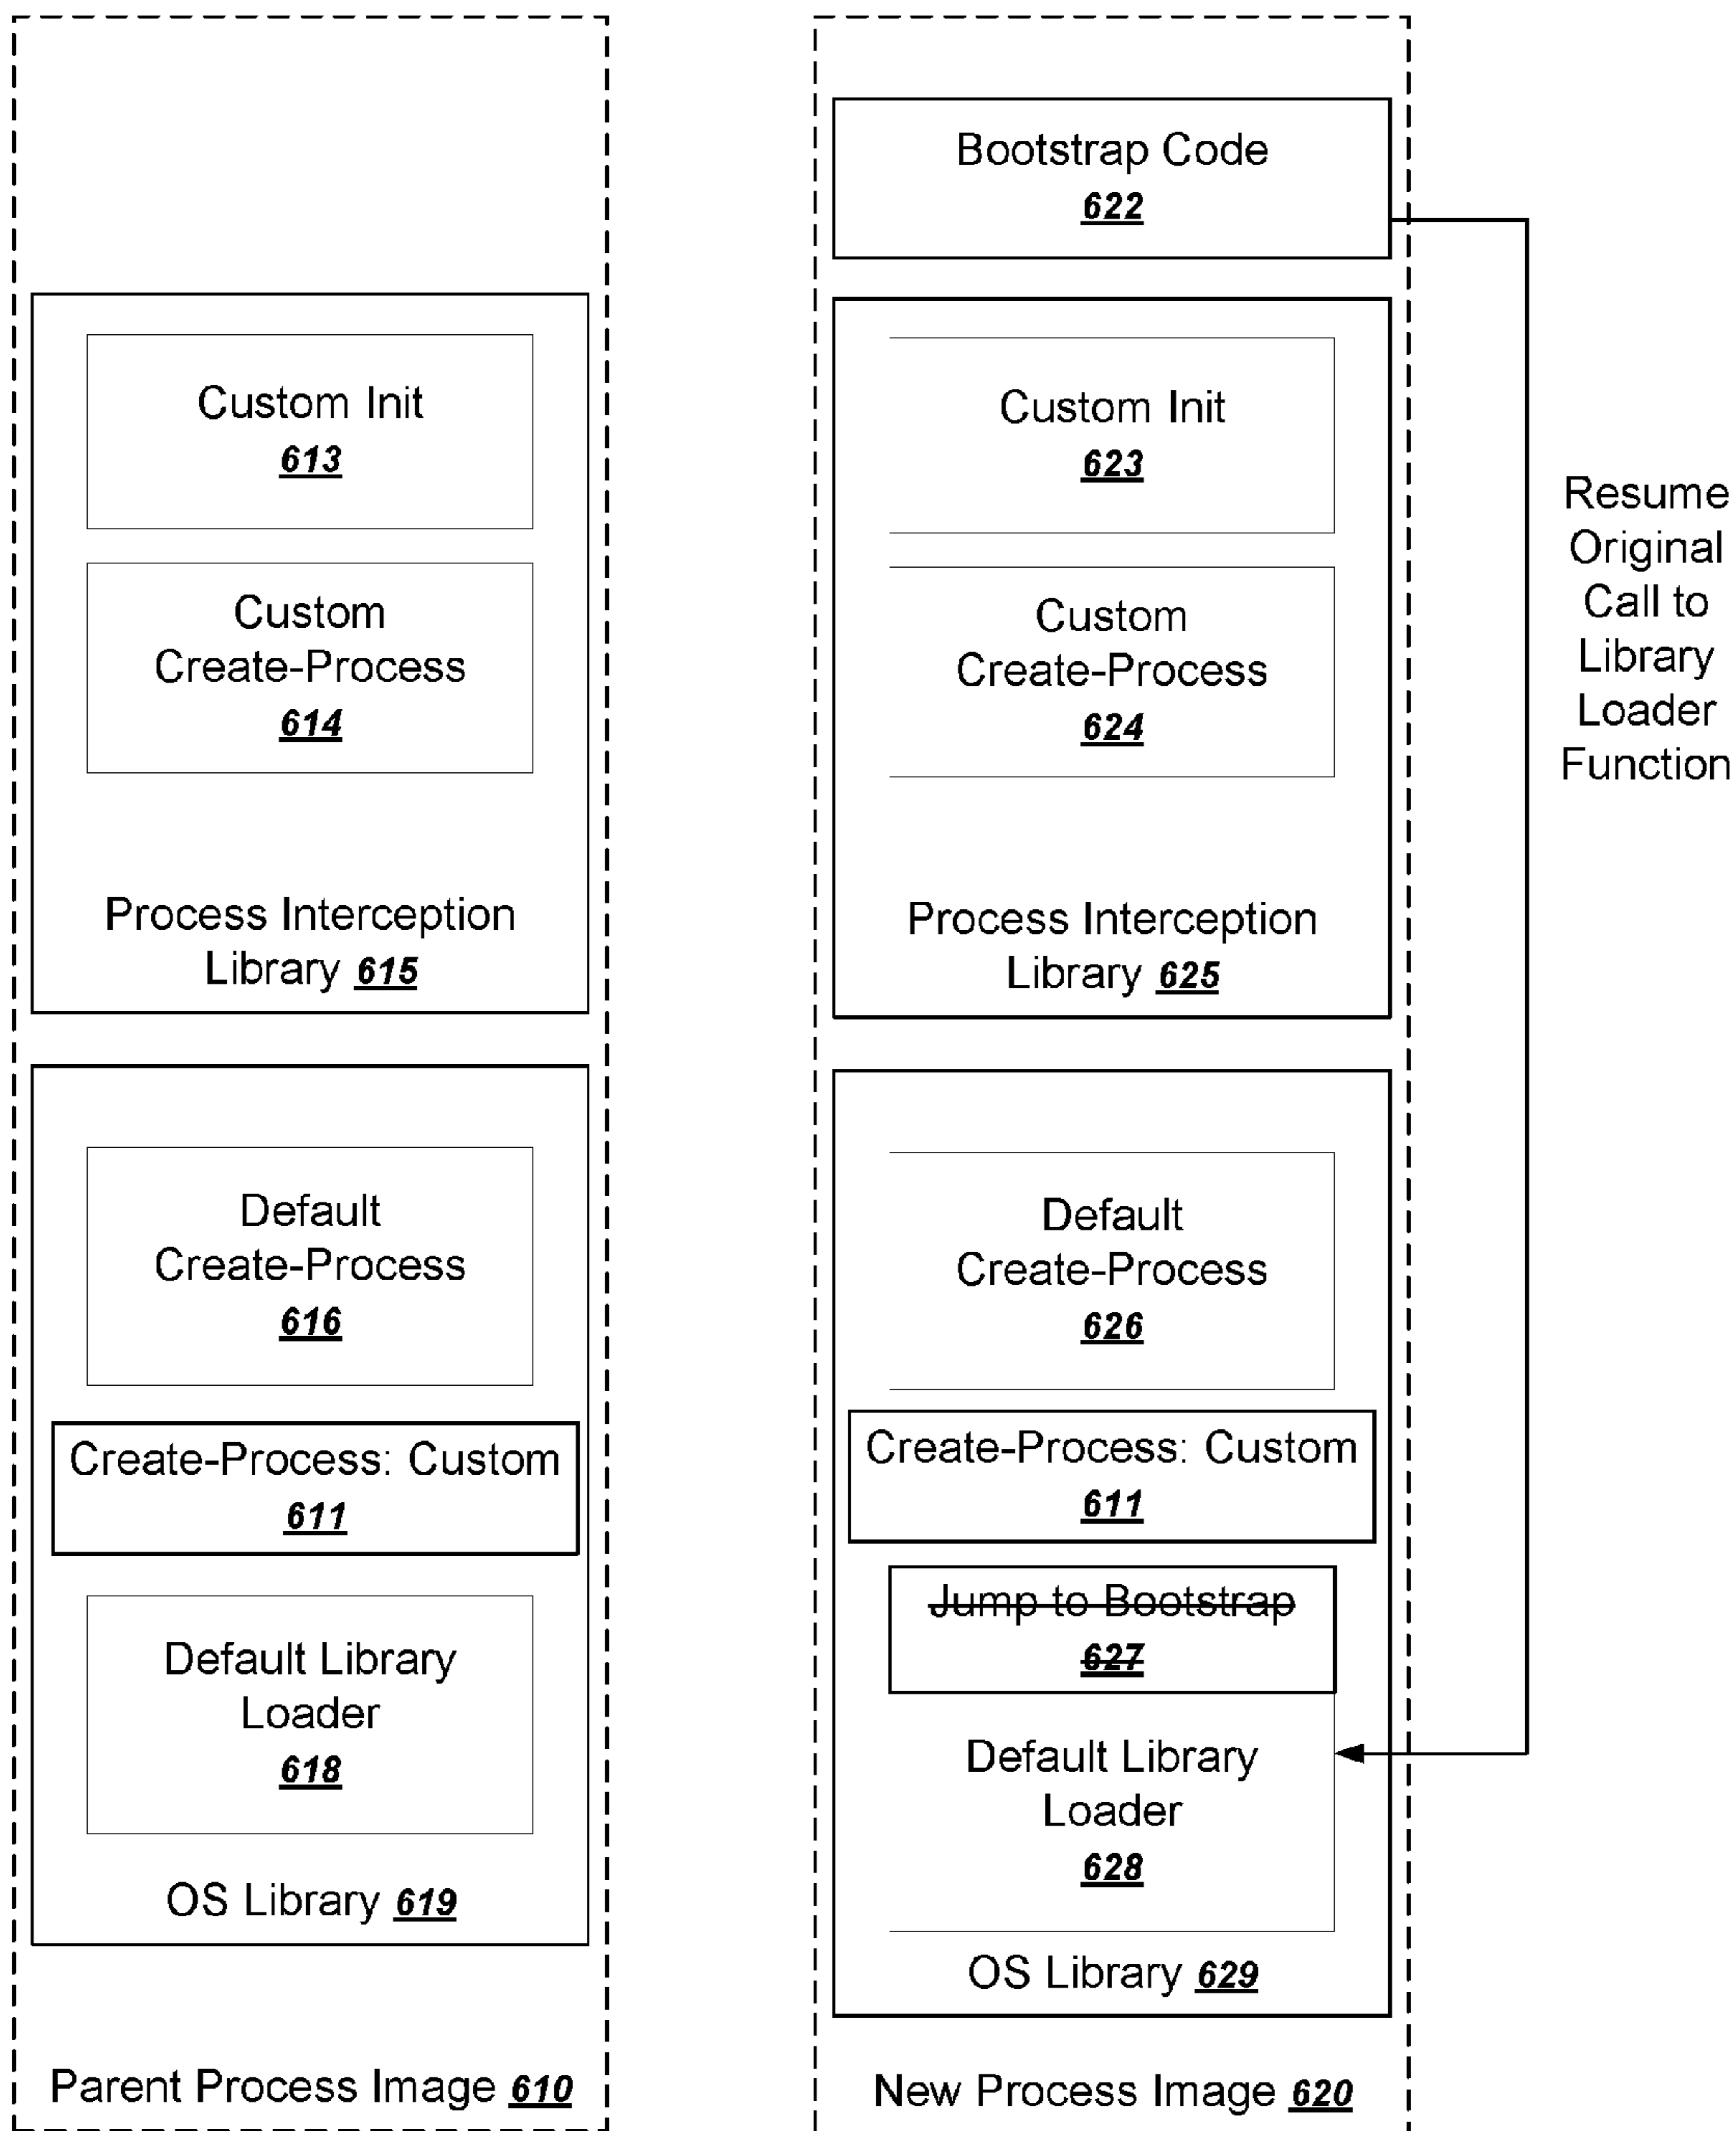 Custom Init
613
Custom
Create-Process
614
Process Interception
Library 615
Default
Create-Process
616
Create-Process: Custom
611
Default Library
Loader
618
OS Library 619
Parent Process Image 610
Bootstrap Code
622
Custom Init
623
Custom
Create-Process
624
Process Interception
Library 625
Default
Create-Process
626
Create-Process: Custom
611
Jump to Bootstrap
627
Default Library
Loader
628
OS Library 629
New Process Image 620
Resume
Original
Call to
Library
Loader
Function